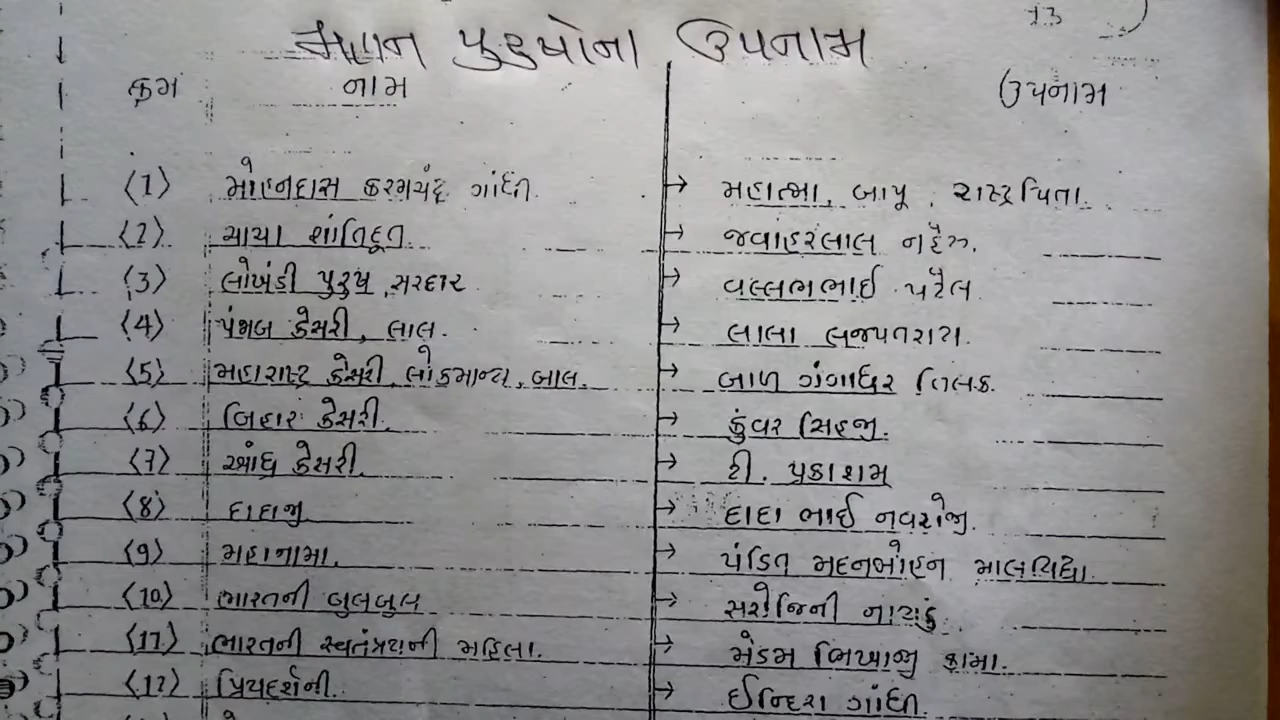 13
મહાન પુરુષોના ઉપનામ
ક્રમ નામ ઉપનામ
(1) મોહનદાસ કરમચંદ ગાંધી. → મહાત્મા, બાપુ, રાષ્ટ્રપિતા.
(2) ચાચા શાંતિદૂત. → જવાહરલાલ નહેરૂ.
(3) લોખંડી પુરુષ, સરદાર → વલ્લભભાઈ પટેલ
(4) પંજાબ કેસરી, લાલ. → લાલા લજપતરાય.
(5) મહારાષ્ટ્ર કેસરી, લોકમાન્ય, બાલ. → બાળ ગંગાધર તિલક.
(6) બિહાર કેસરી. → કુંવર સિંહજી.
(7) આંધ્ર કેસરી. → ટી. પ્રકાશમ
(8) દાદાજી → દાદા ભાઈ નવરોજી.
(9) મહાનામા. → પંડિત મદનમોહન માલવિયા.
(10) ભારતની બુલબુલ → સરોજિની નાયડું
(11) ભારતની સ્વતંત્રયની મહિલા. → મેડમ ભિખાજી કામા.
(12) પ્રિયદર્શની. → ઈન્દિરા ગાંધી.